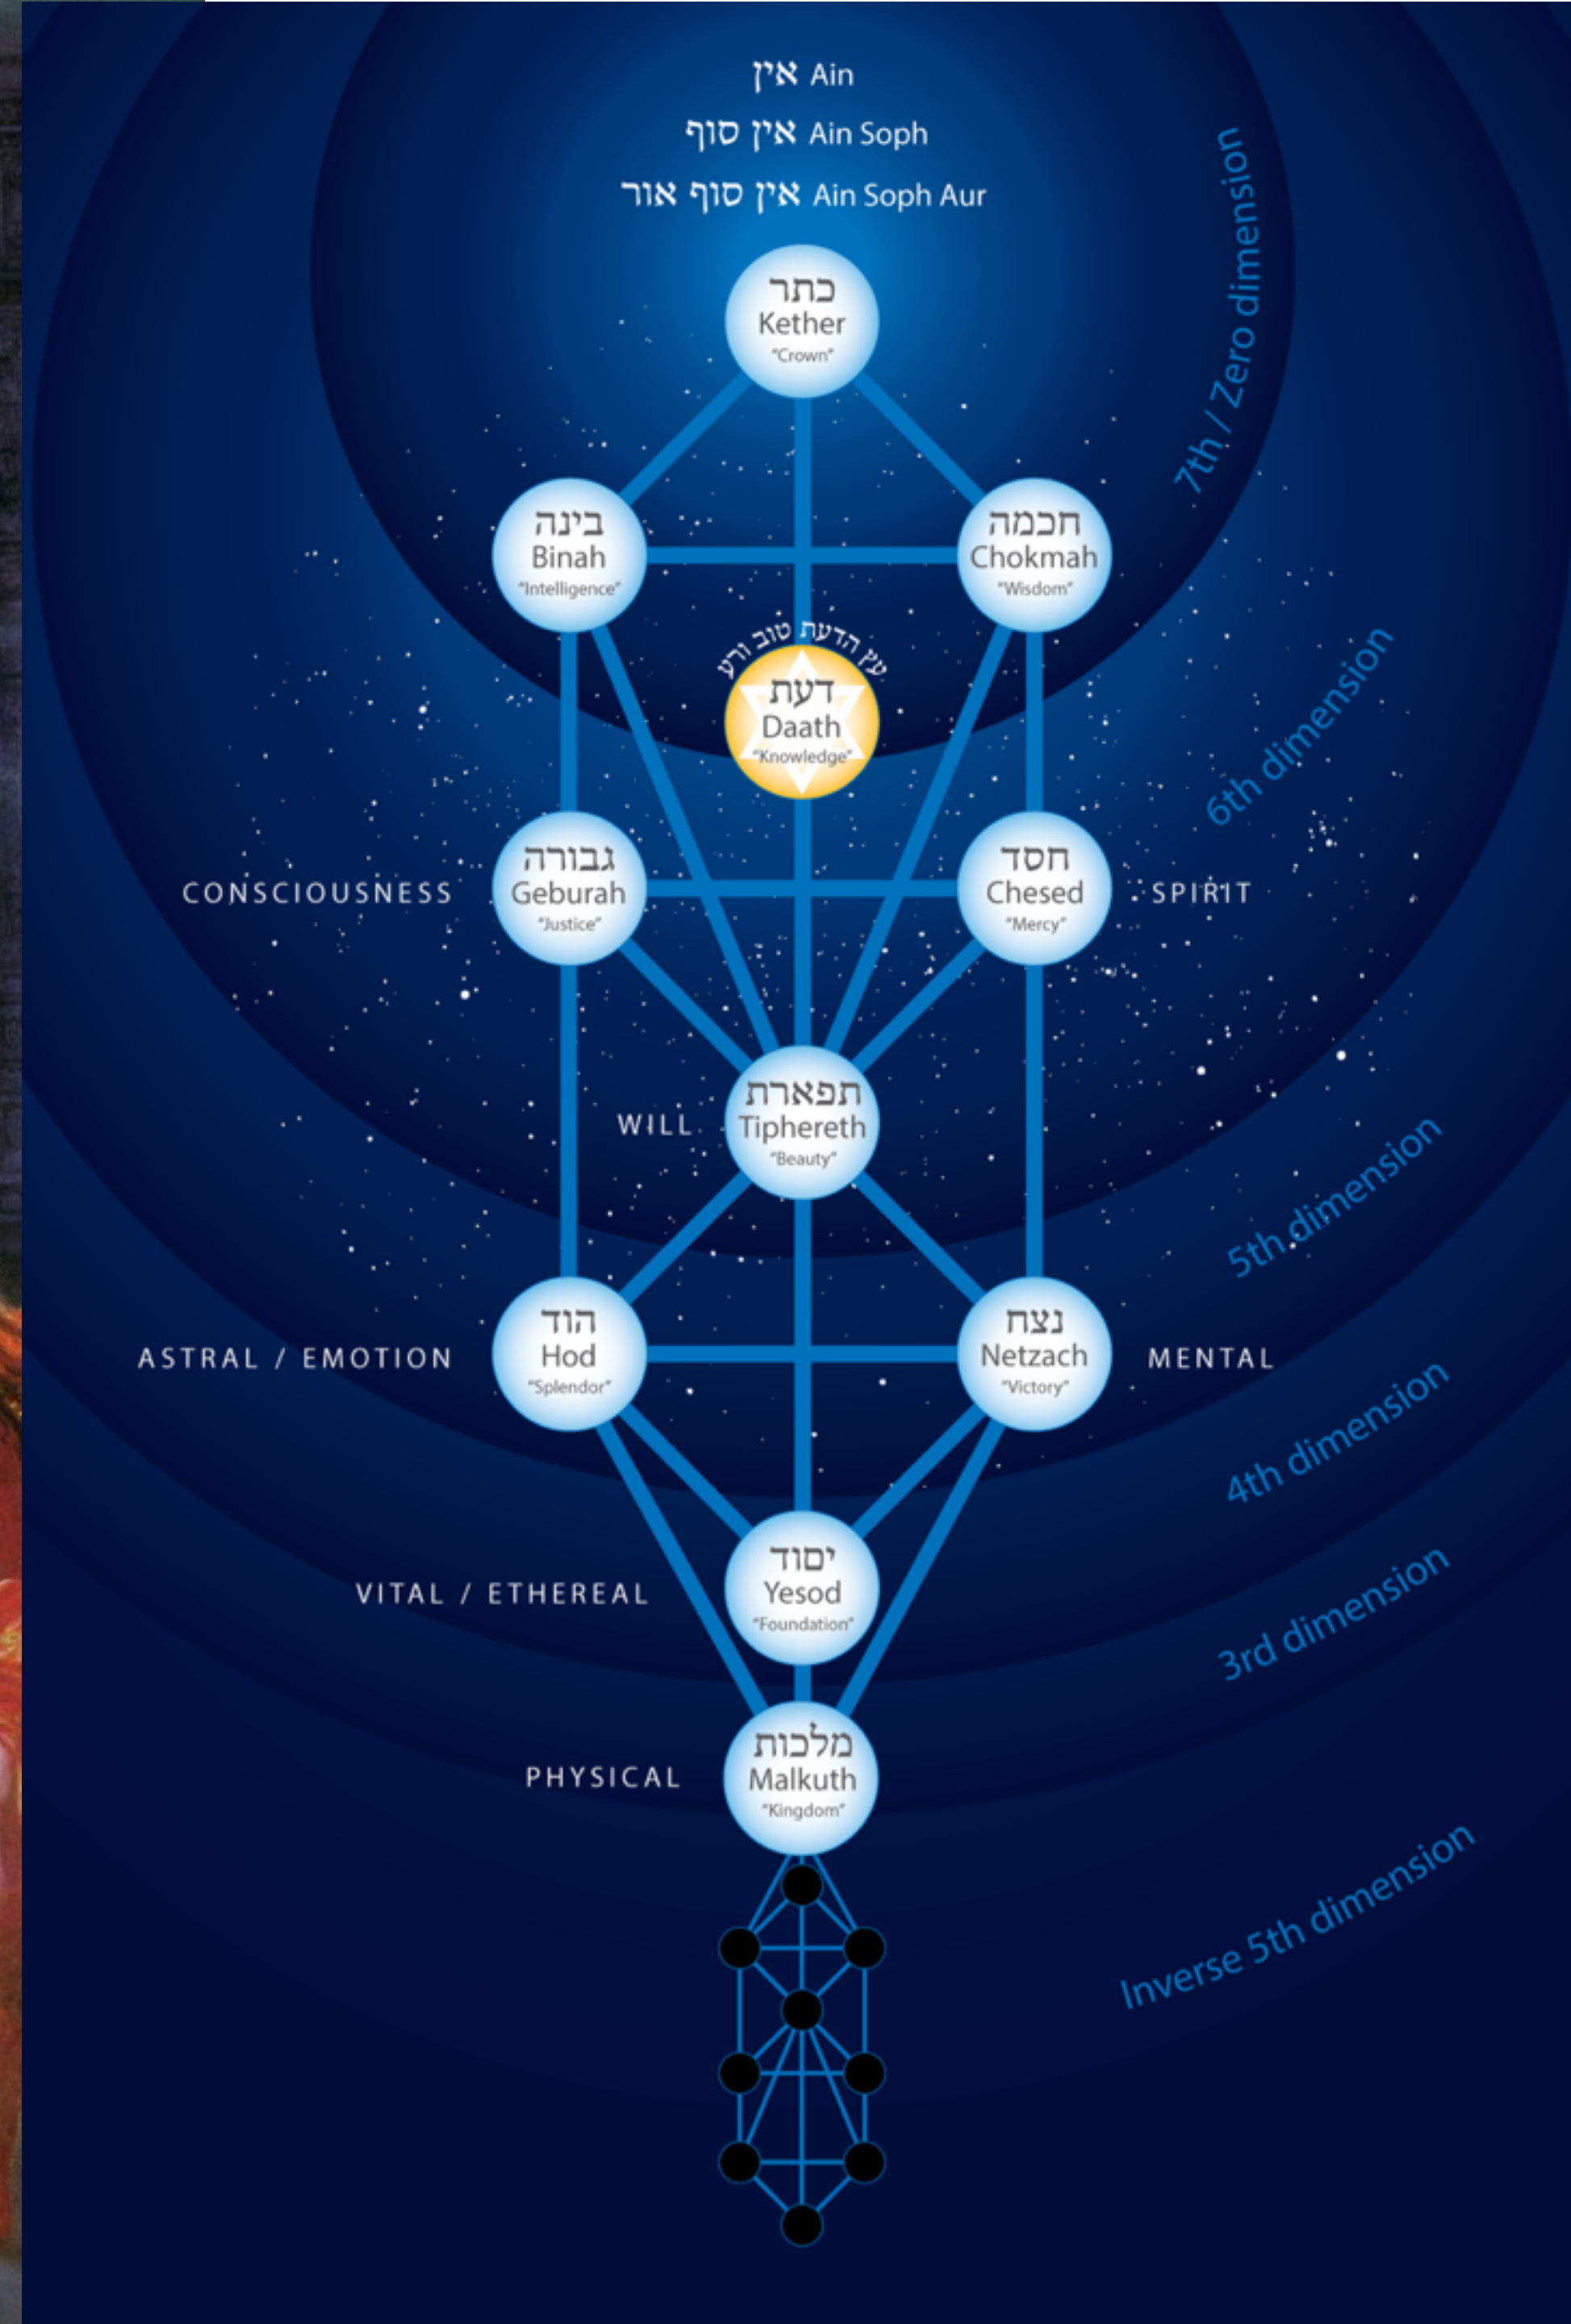 אין Ain
אין סוף Ain Soph
אין סוף אור Ain Soph Aur
כתר
Kether
"Crown"
7th / Zero dimension
בינה
Binah
"Intelligence"
חכמה
Chokmah
"Wisdom"
עץ הדעת טוב ורע
דעת
Daath
"Knowledge"
6th dimension
CONSCIOUSNESS
גבורה
Geburah
"Justice"
חסד
Chesed
"Mercy"
SPIRIT
WILL
תפארת
Tiphereth
"Beauty"
5th dimension
ASTRAL / EMOTION
הוד
Hod
"Splendor"
נצח
Netzach
"Victory"
MENTAL
4th dimension
VITAL / ETHEREAL
יסוד
Yesod
"Foundation"
3rd dimension
PHYSICAL
מלכות
Malkuth
"Kingdom"
Inverse 5th dimension